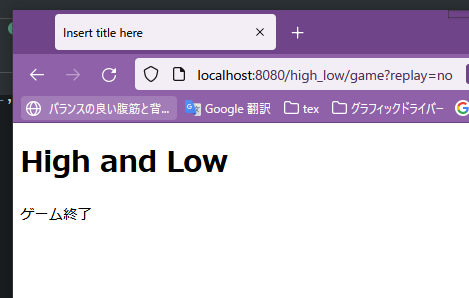 Insert title here
localhost:8080/high_low/game?replay=no
バランスの良い腹筋と背... Google 翻訳 tex グラフィックドライバー
High and Low
ゲーム終了